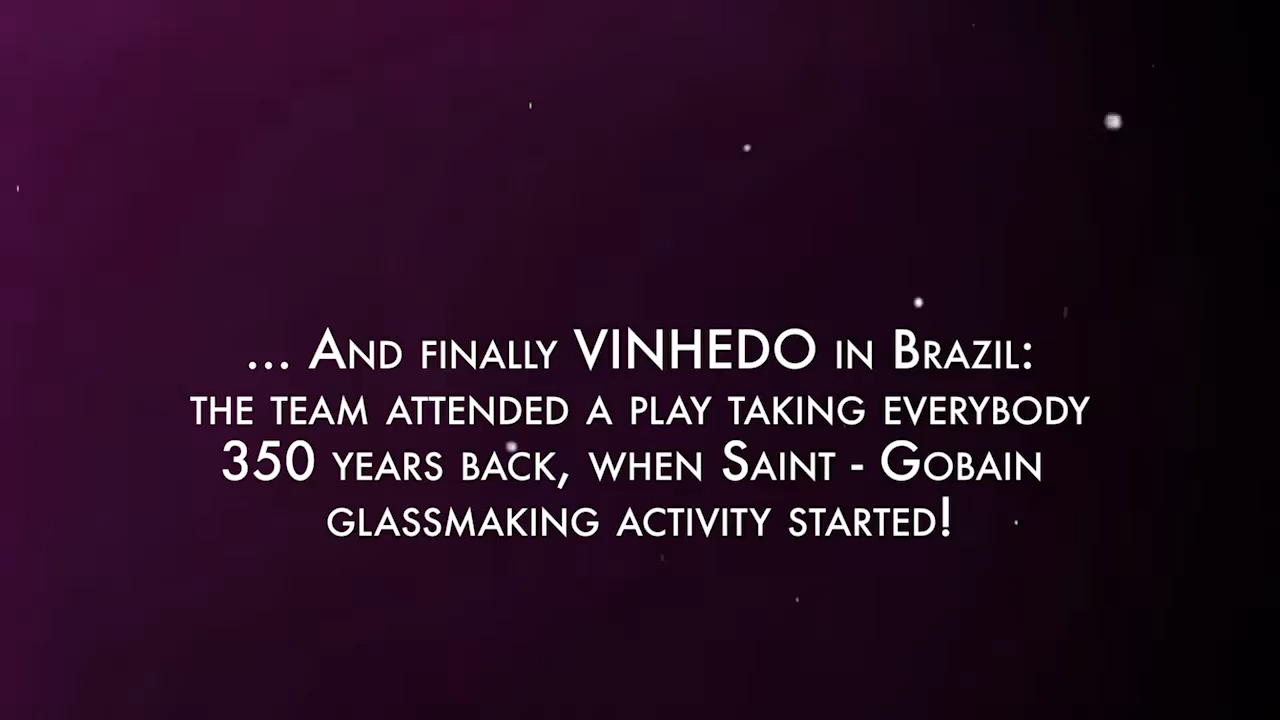 ... And finally VINHEDO in Brazil:
the team attended a play taking everybody
350 years back, when Saint - Gobain
glassmaking activity started!